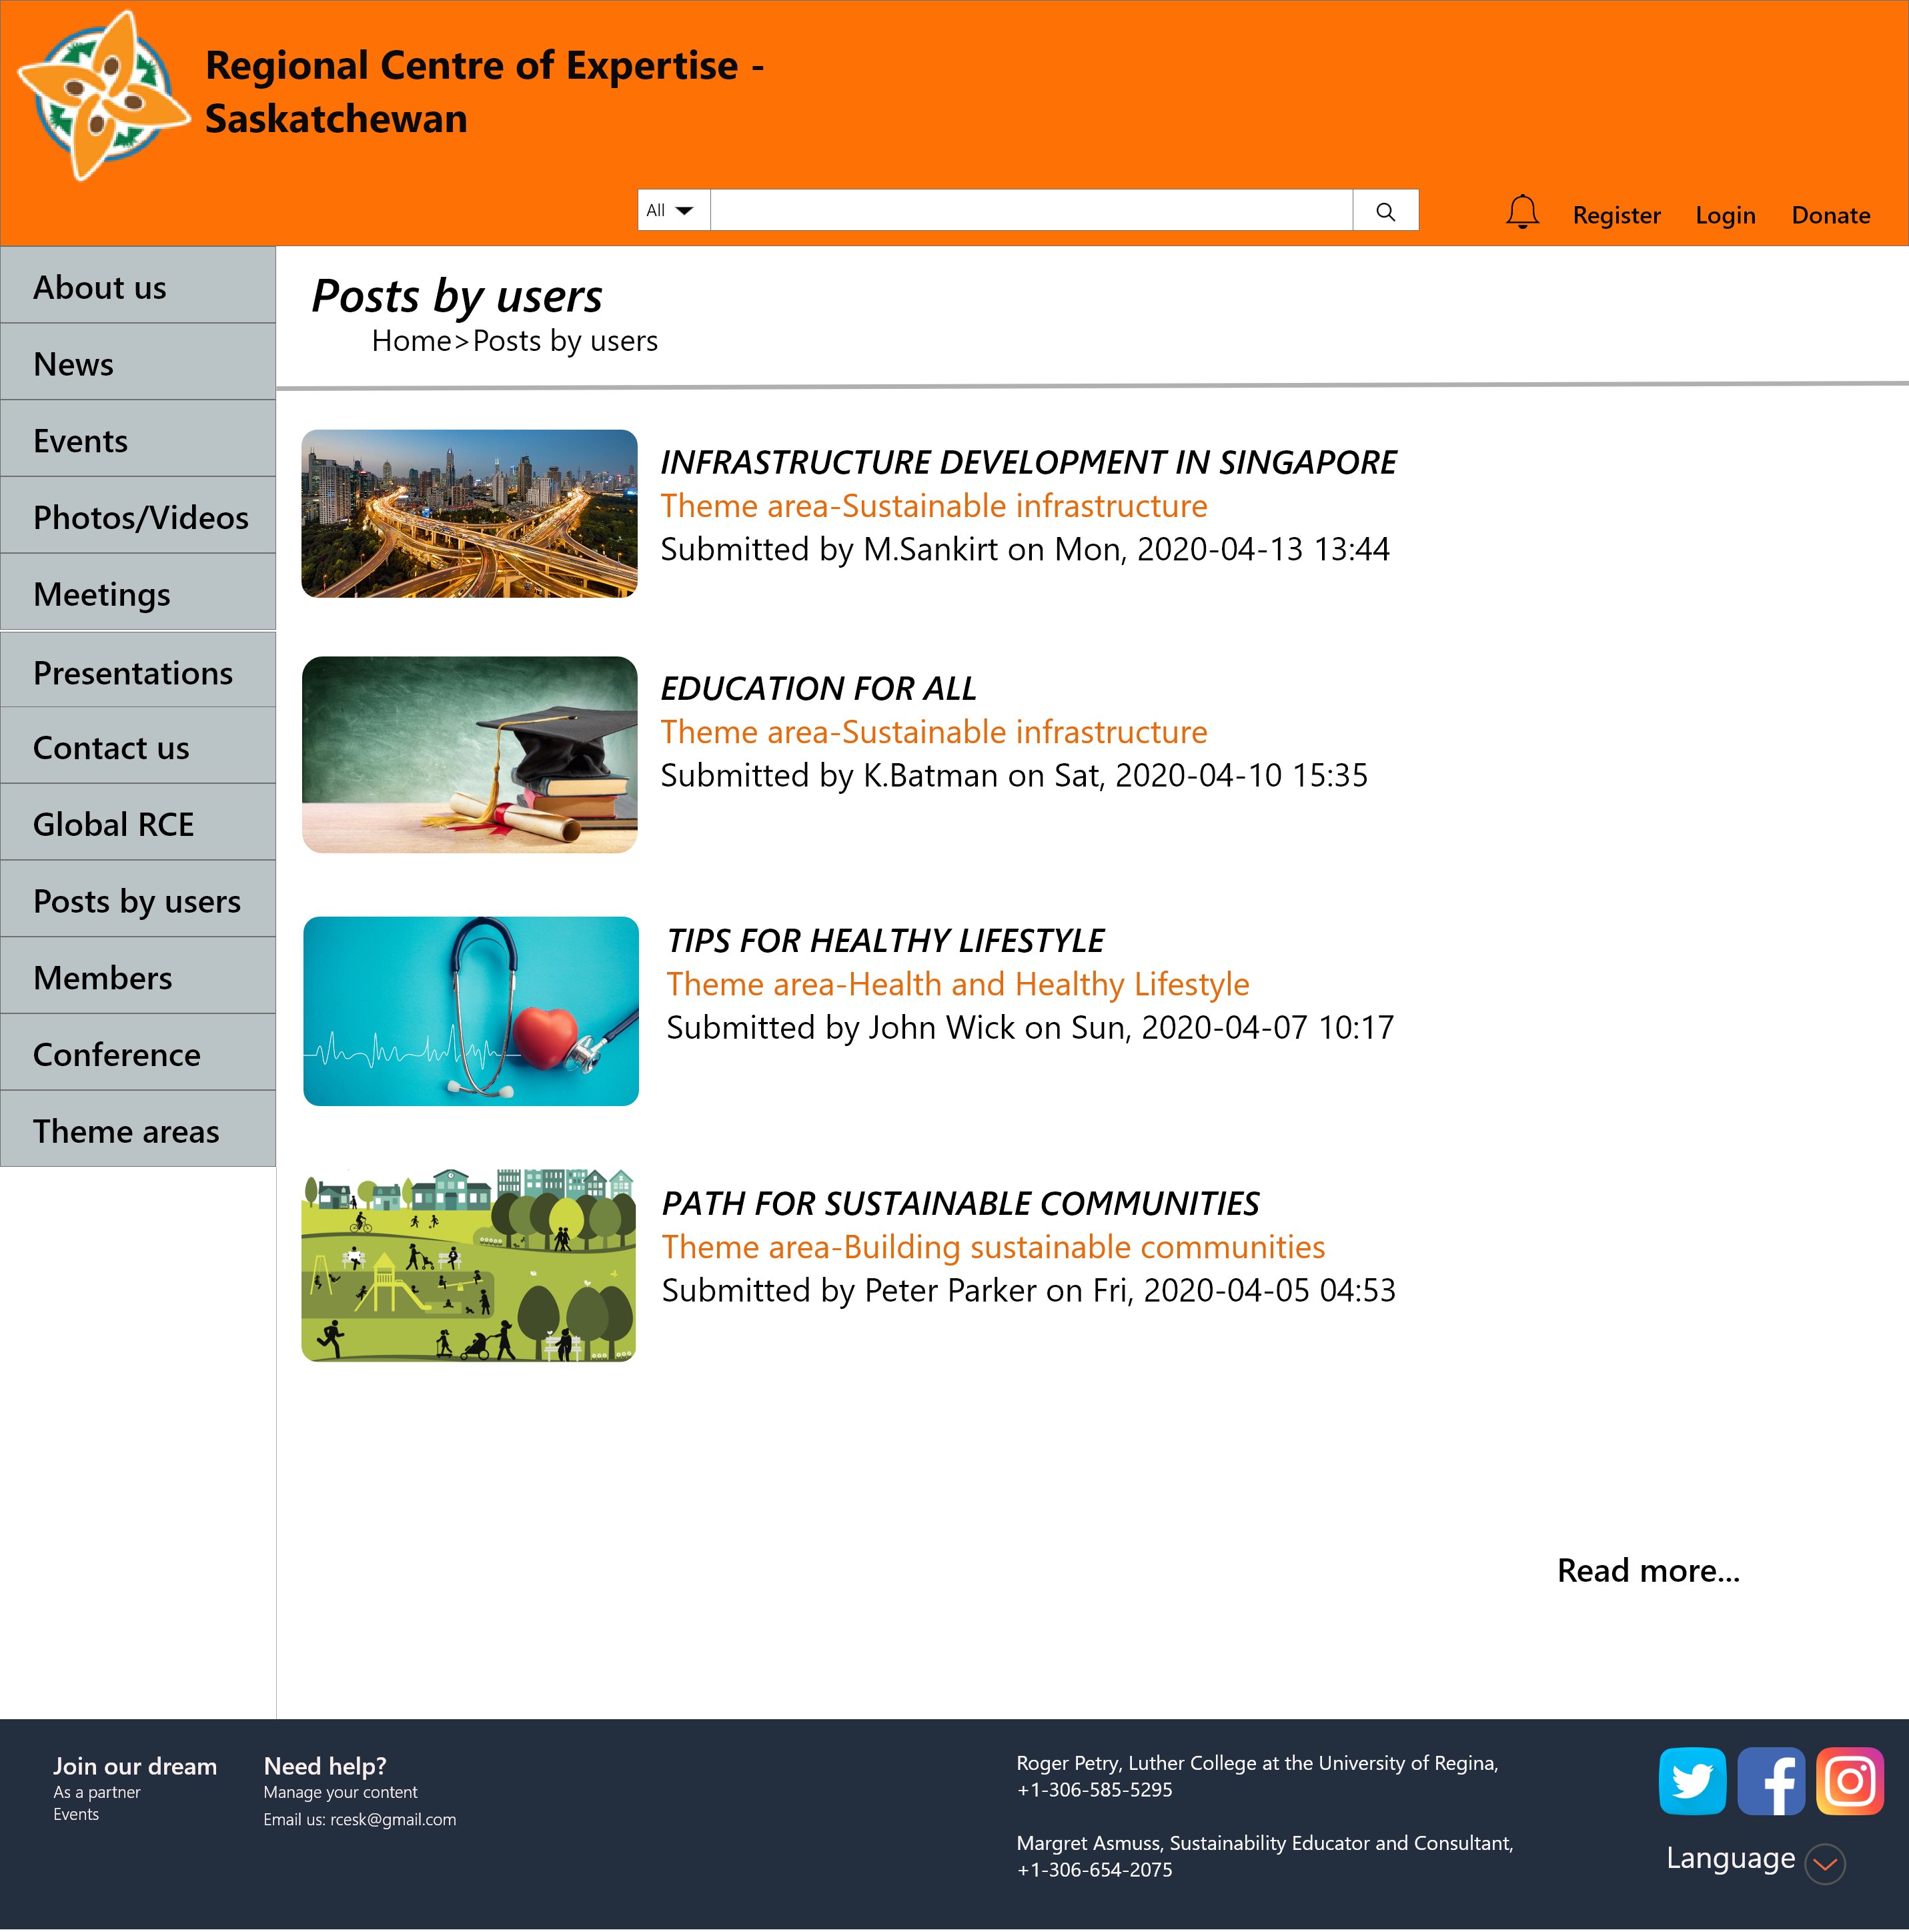 Regional Centre of Expertise -
Saskatchewan
All
Register
Login
Donate
About us
News
Events
Photos/Videos
Meetings
Presentations
Contact us
Global RCE
Posts by users
Members
Conference
Theme areas
Posts by users
Home>Posts by users
INFRASTRUCTURE DEVELOPMENT IN SINGAPORE
Theme area-Sustainable infrastructure
Submitted by M.Sankirt on Mon, 2020-04-13 13:44
EDUCATION FOR ALL
Theme area-Sustainable infrastructure
Submitted by K.Batman on Sat, 2020-04-10 15:35
TIPS FOR HEALTHY LIFESTYLE
Theme area-Health and Healthy Lifestyle
Submitted by John Wick on Sun, 2020-04-07 10:17
PATH FOR SUSTAINABLE COMMUNITIES
Theme area-Building sustainable communities
Submitted by Peter Parker on Fri, 2020-04-05 04:53
Read more...
Join our dream
As a partner
Events
Need help?
Manage your content
Email us: rcesk@gmail.com
Roger Petry, Luther College at the University of Regina,
+1-306-585-5295
Margret Asmuss, Sustainability Educator and Consultant,
+1-306-654-2075
Language